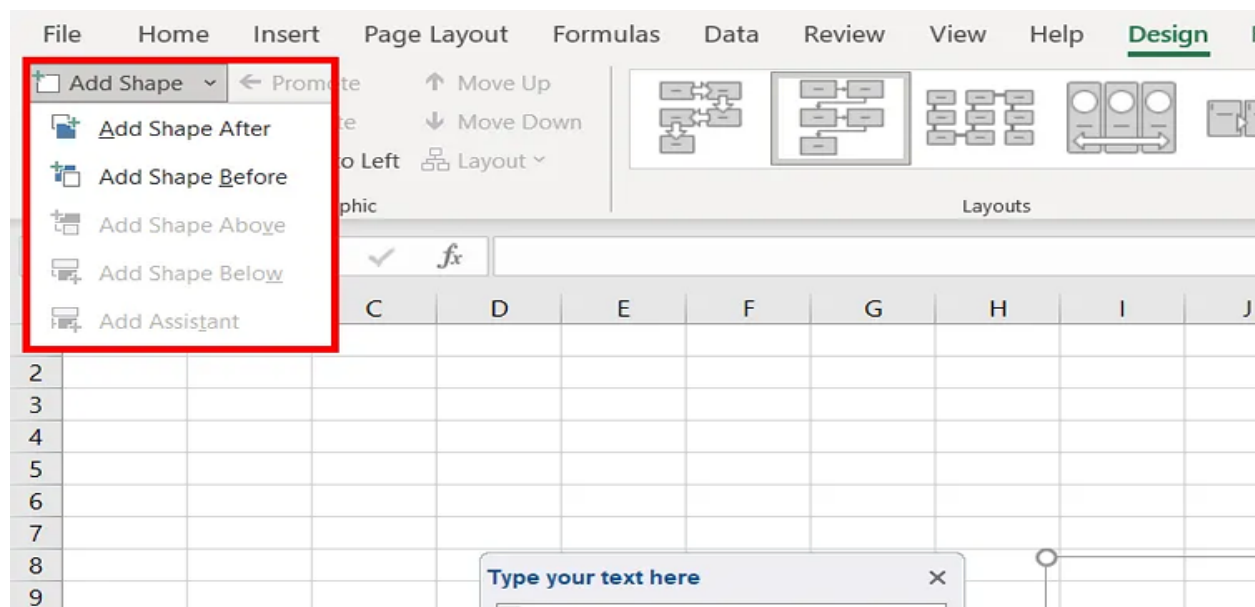 File Home Insert Page Layout Formulas Data Review View Help Design
Add Shape Promote Move Up
Add Shape After Move Down
Left Layout
Add Shape Before
Add Shape Above
Add Shape Below
Add Assistant
Layouts
fx
C D E F G H I J
2
3
4
5
6
7
8
Type your text here
9